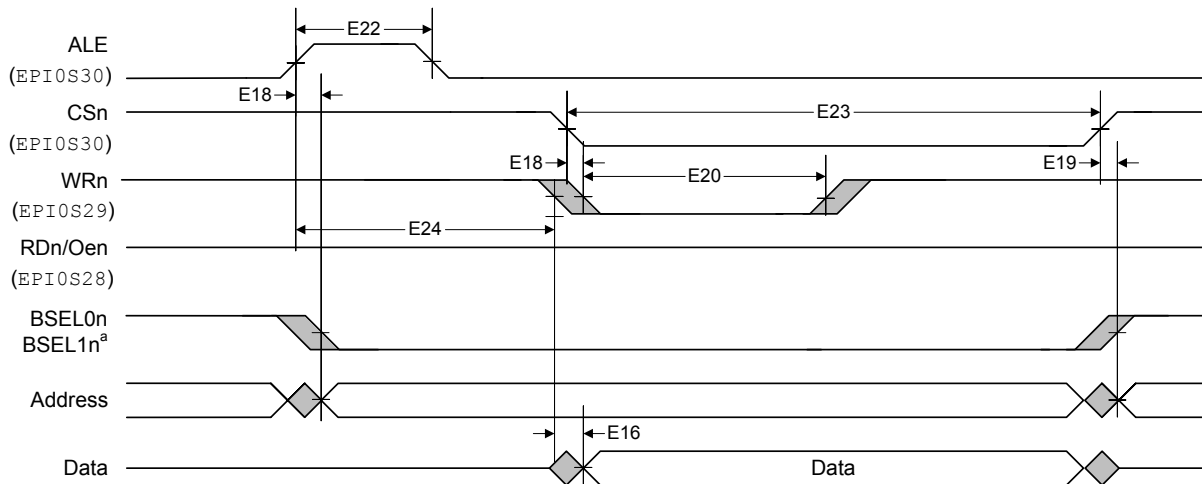 E22
ALE
(EPI0S30)
E18
CSn
E23
(EPI0S30)
E18
E19
WRn
E20
(EPI0S29)
E24
RDn/Oen
(EPI0S28)
BSEL0n
BSEL1nª
Address
E16
Data
Data